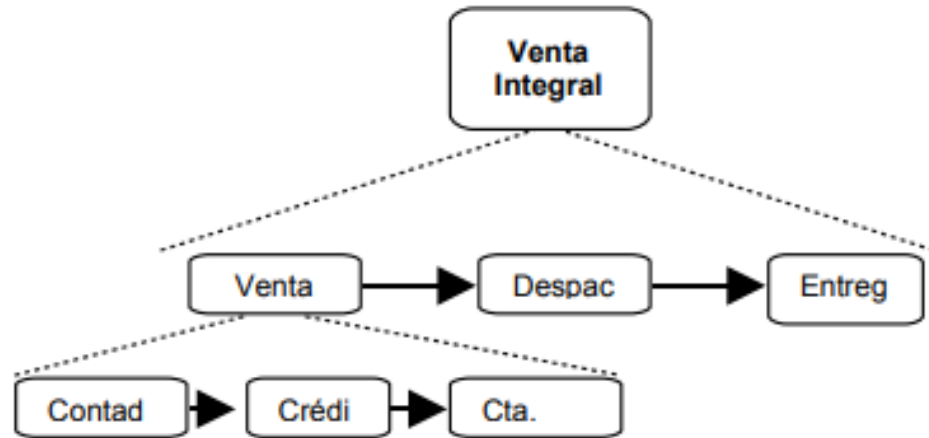 Venta
Integral
Venta
Despac
Entreg
Contad
Crédi
Cta.